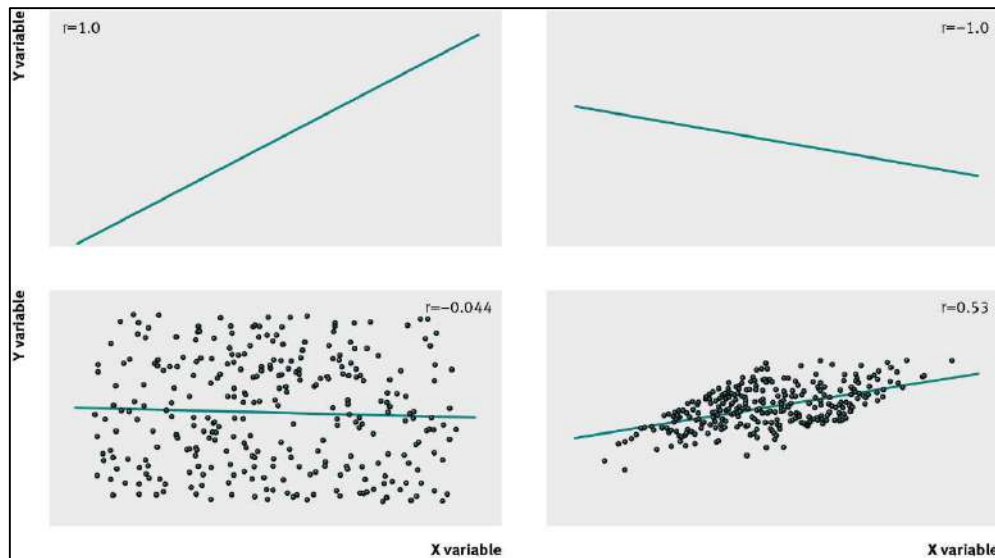 Y variable
r=1.0
r=−1.0
Y variable
r=−0.044
r=0.53
X variable
X variable